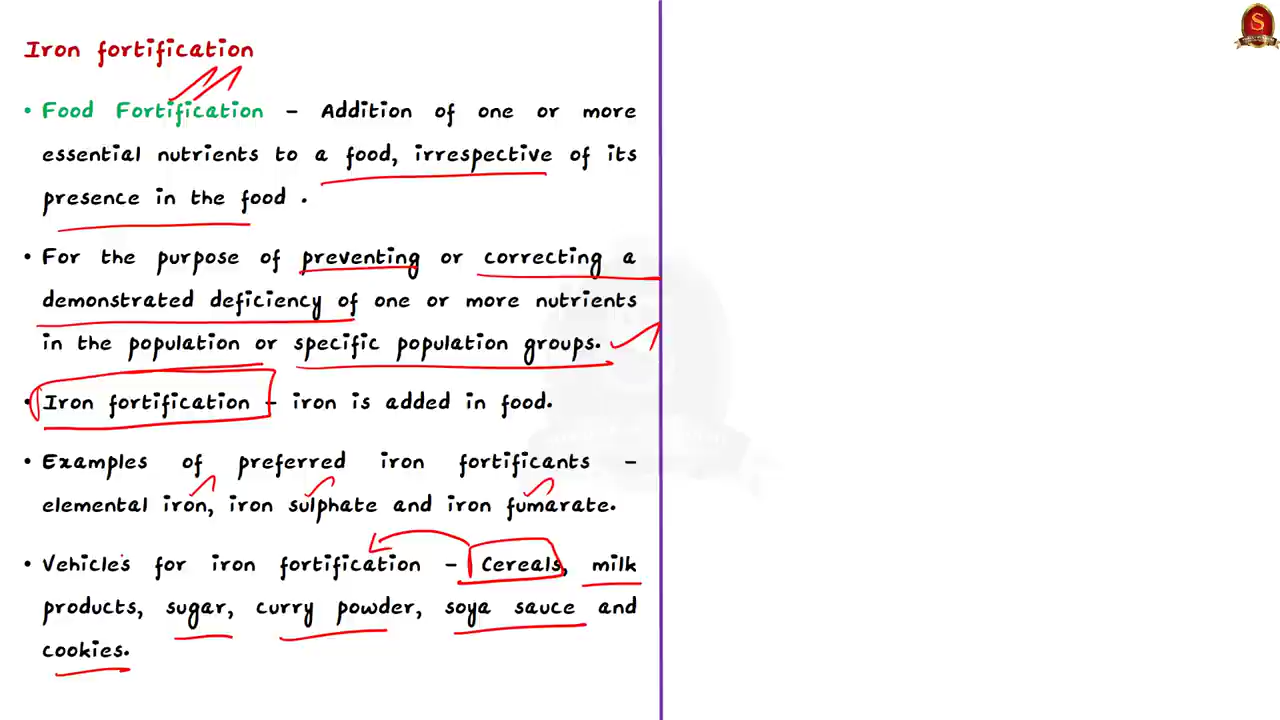 Iron fortification
• Food Fortification - Addition of one or more
essential nutrients to a food, irrespective of its
presence in the food .
• For the purpose of preventing or correcting a
demonstrated deficiency of one or more nutrients
in the population or specific population groups.
• Iron fortification - iron is added in food.
• Examples of preferred iron fortificants -
elemental iron, iron sulphate and iron fumarate.
• Vehicles for iron fortification - Cereals, milk
products, sugar, curry powder, soya sauce and
cookies.
S